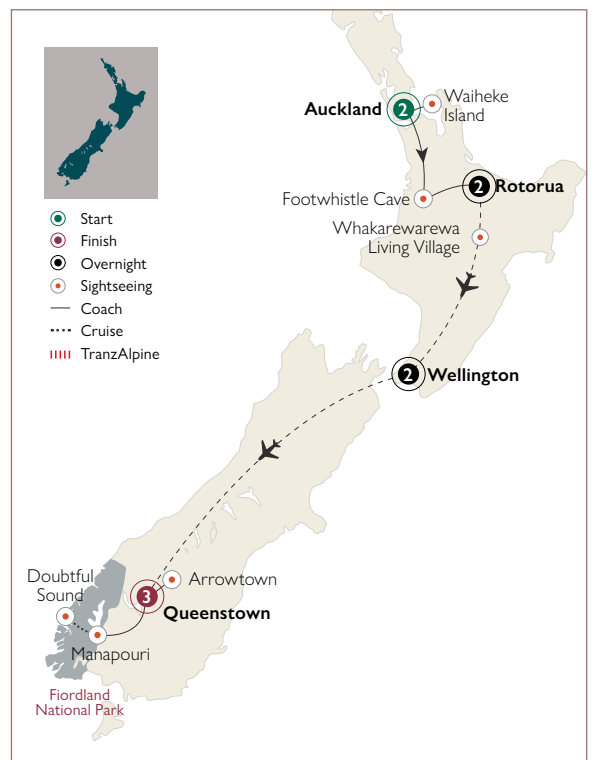 Auckland
2
Waiheke
Island
Footwhistle Cave
2
Rotorua
Whakarewarewa
Living Village
Start
Finish
Overnight
Sightseeing
Coach
Cruise
TranzAlpine
2
Wellington
Doubtful
Sound
Arrowtown
3
Queenstown
Manapouri
Fiordland
National Park